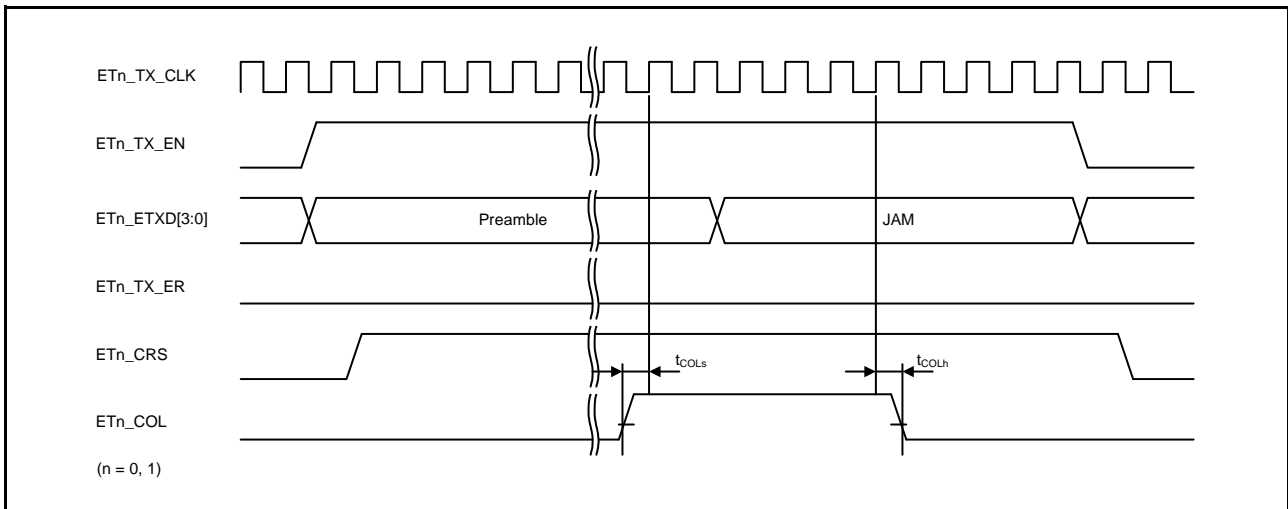 ETn_TX_CLK
ETn_TX_EN
ETn_ETXD[3:0]
Preamble
JAM
ETn_TX_ER
ETn_CRS
tCOLs
tCOLh
ETn_COL
(n = 0, 1)